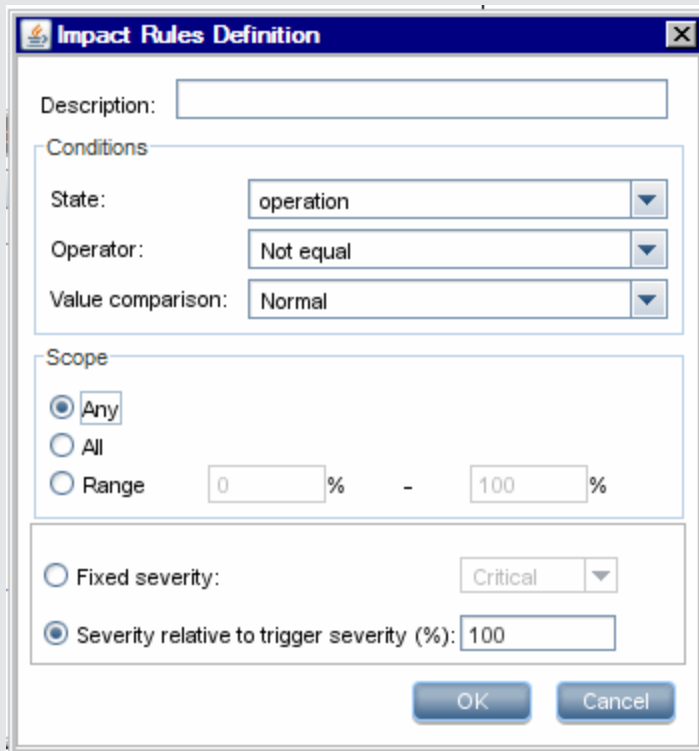 Impact Rules Definition
Description:
Conditions
State: operation
Operator: Not equal
Value comparison: Normal
Scope
Any
All
Range 0 % - 100 %
Fixed severity: Critical
Severity relative to trigger severity (%): 100
OK Cancel